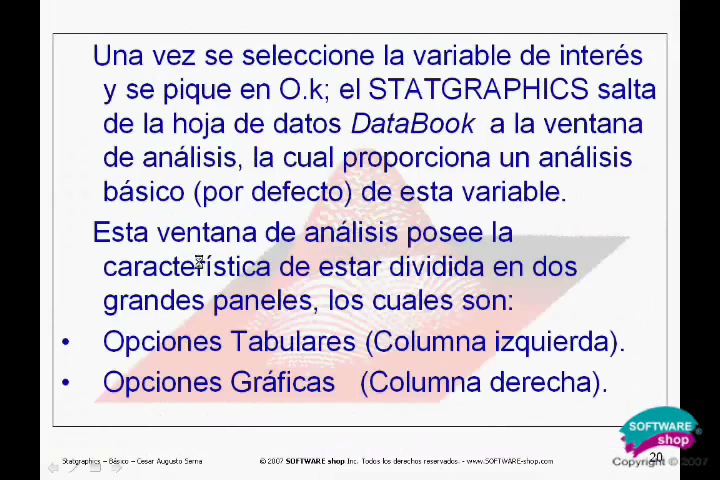 Una vez se seleccione la variable de interés
y se pique en O.k; el STATGRAPHICS salta
de la hoja de datos DataBook a la ventana
de análisis, la cual proporciona un análisis
básico (por defecto) de esta variable.
Esta ventana de análisis posee la
característica de estar dividida en dos
grandes paneles, los cuales son:
• Opciones Tabulares (Columna izquierda).
• Opciones Gráficas (Columna derecha).
SOFTWARE®
shop
Statgraphics – Básico – Cesar Augusto Serna
© 2007 SOFTWARE shop Inc. Todos los derechos reservados. - www.SOFTWARE-shop.com
20
Copyright © 2007